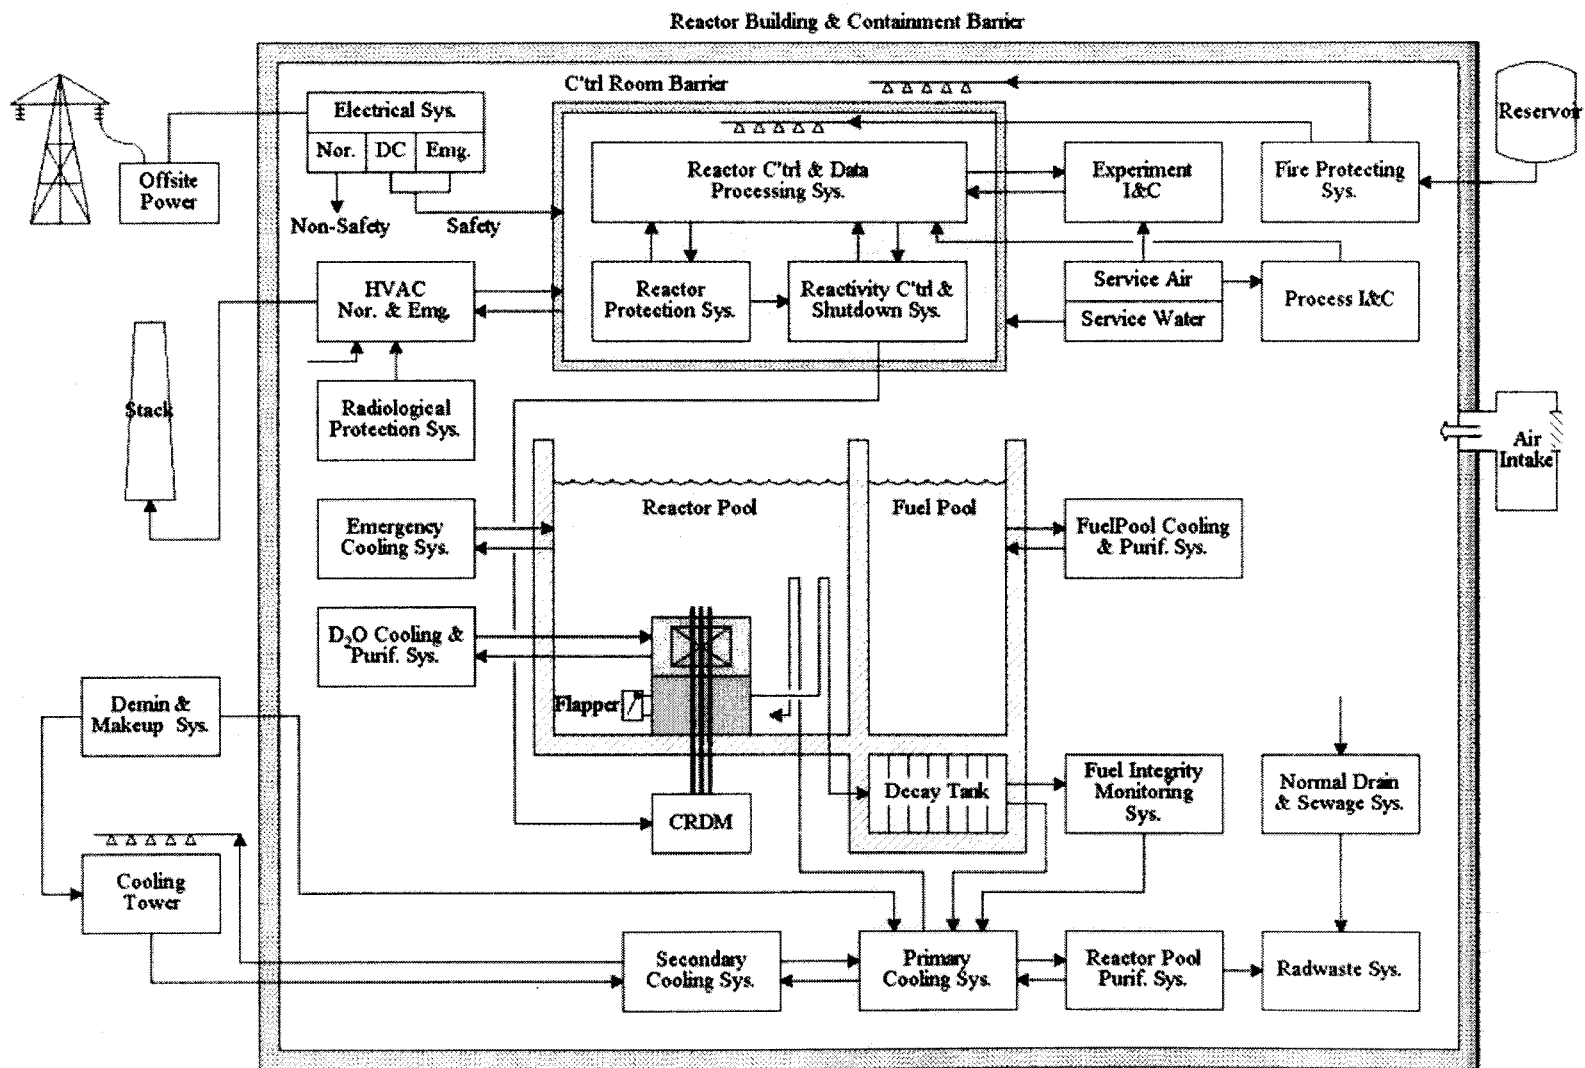 Reactor Building & Containment Barrier
C'trl Room Barrier
Reservoir
Electrical Sys.
Nor. DC Emg.
Offsite
Power
Non-Safety
Safety
Reactor C'trl & Data
Processing Sys.
Experiment
I&C
Fire Protecting
Sys.
HVAC
Nor. & Emg.
Reactor
Protection Sys.
Reactivity C'trl &
Shutdown Sys.
Service Air
Service Water
Process I&C
Stack
Radiological
Protection Sys.
Air
Intake
Reactor Pool
Fuel Pool
Emergency
Cooling Sys.
FuelPool Cooling
& Purif. Sys.
D2O Cooling &
Purif. Sys.
Flapper
Demin &
Makeup Sys.
Decay Tank
Fuel Integrity
Monitoring
Sys.
Normal Drain
& Sewage Sys.
CRDM
Cooling
Tower
Secondary
Cooling Sys.
Primary
Cooling Sys.
Reactor Pool
Purif. Sys.
Radwaste Sys.